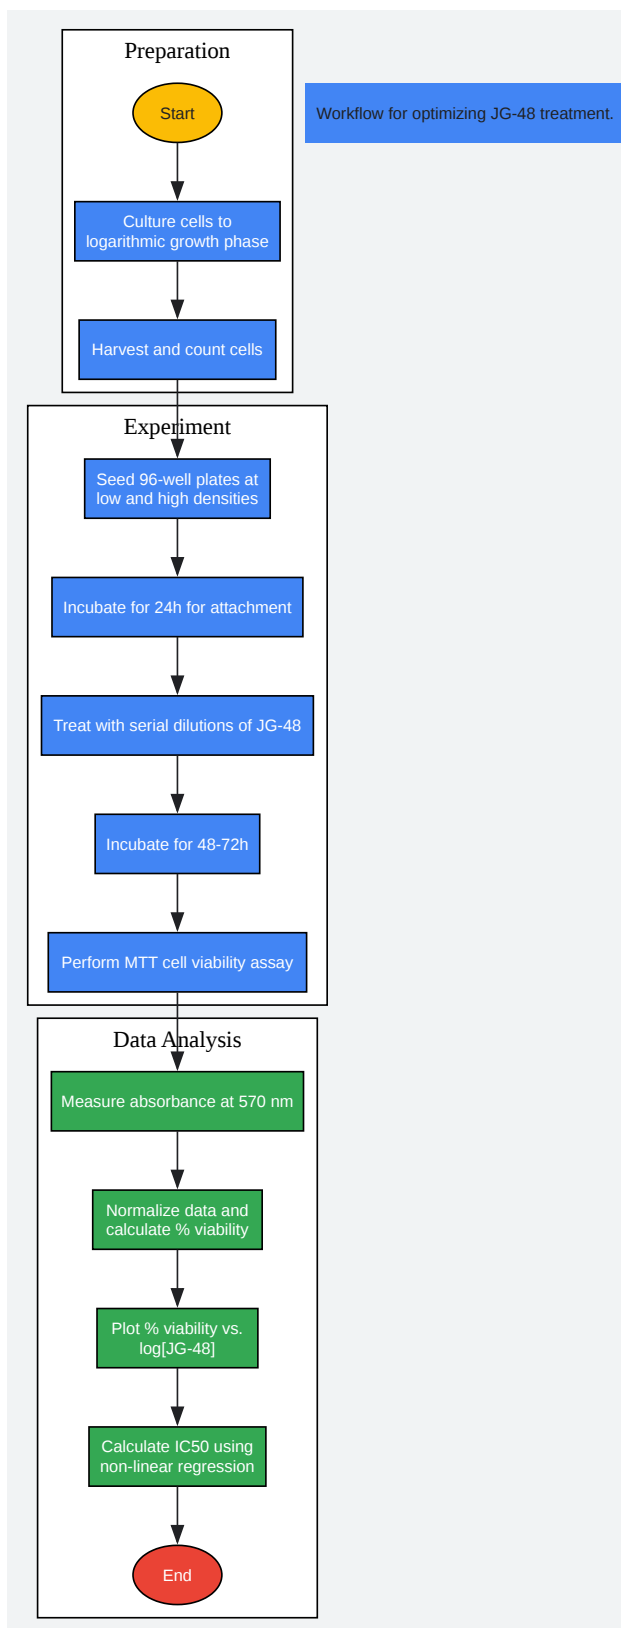 Preparation
Start
Workflow for optimizing JG-48 treatment.
Culture cells to
logarithmic growth phase
Harvest and count cells
Experiment
Seed 96-well plates at
low and high densities
Incubate for 24h for attachment
Treat with serial dilutions of JG-48
Incubate for 48-72h
Perform MTT cell viability assay
Data Analysis
Measure absorbance at 570 nm
Normalize data and
calculate % viability
Plot % viability vs.
log[JG-48]
Calculate IC50 using
non-linear regression
End